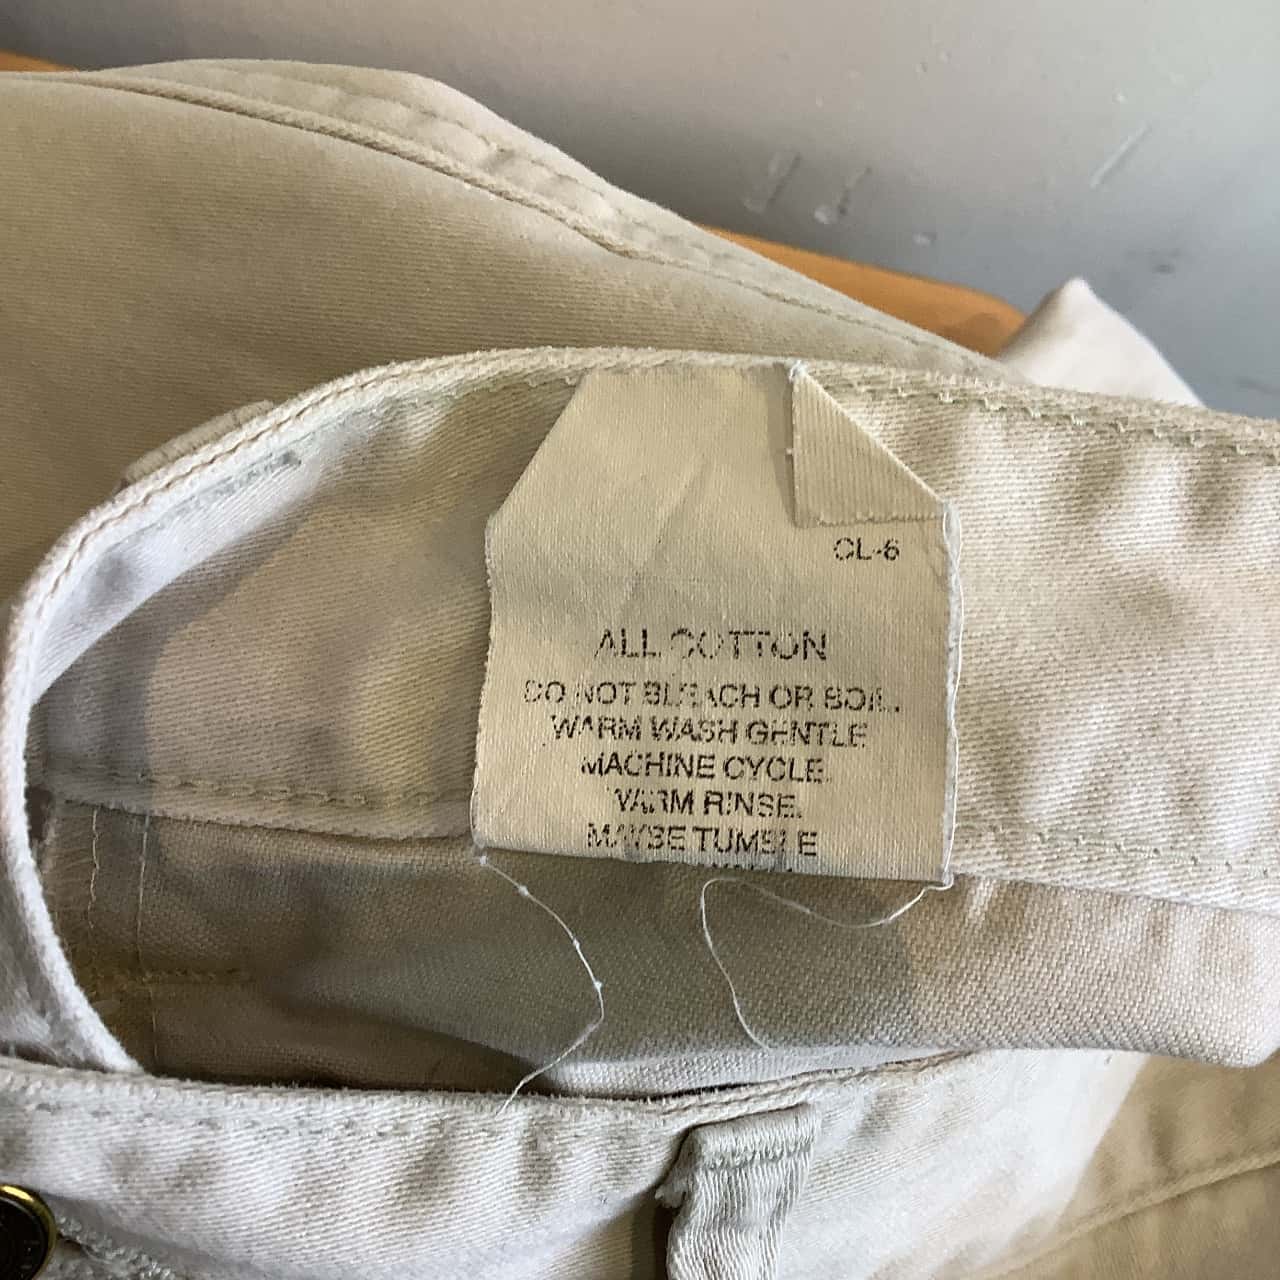 CL-6
ALL COTTON
DO NOT BLEACH OR BOIL.
WARM WASH GENTLE
MACHINE CYCLE.
WARM RINSE.
MAYBE TUMBLE